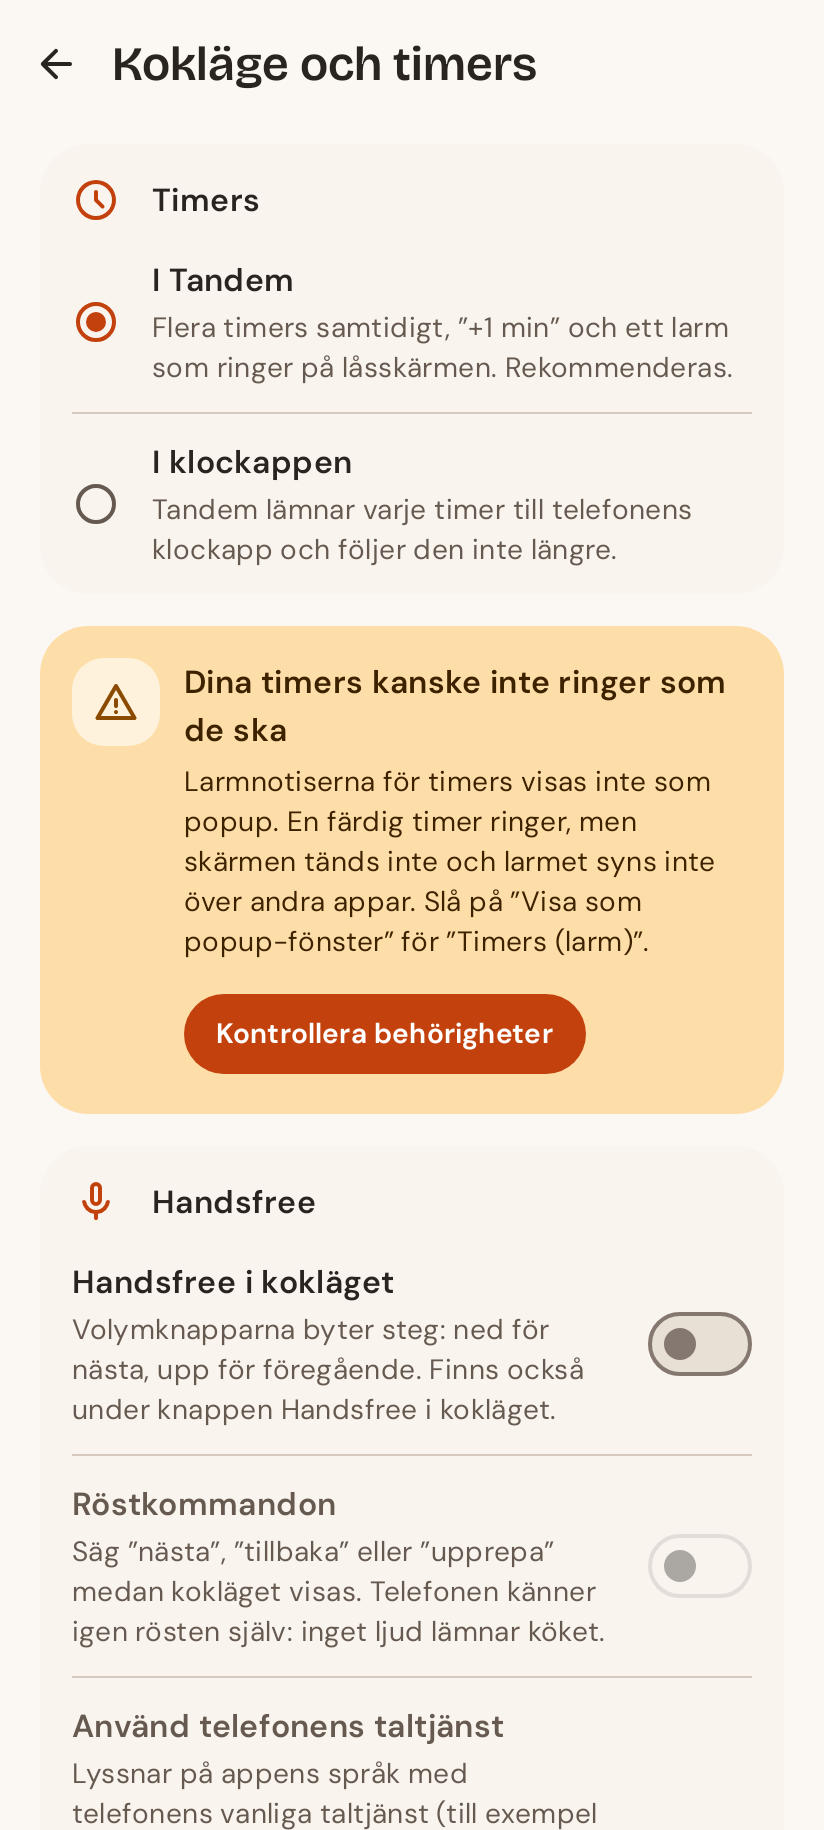 Kokläge och timers
Timers
I Tandem
Flera timers samtidigt, ”+1 min” och ett larm
som ringer på låsskärmen. Rekommenderas.
I klockappen
Tandem lämnar varje timer till telefonens
klockapp och följer den inte längre.
Dina timers kanske inte ringer som
de ska
Larmnotiserna för timers visas inte som
popup. En färdig timer ringer, men
skärmen tänds inte och larmet syns inte
över andra appar. Slå på ”Visa som
popup-fönster” för ”Timers (larm)”.
Kontrollera behörigheter
Handsfree
Handsfree i kokläget
Volymknapparna byter steg: ned för
nästa, upp för föregående. Finns också
under knappen Handsfree i kokläget.
Röstkommandon
Säg ”nästa”, ”tillbaka” eller ”upprepa”
medan kokläget visas. Telefonen känner
igen rösten själv: inget ljud lämnar köket.
Använd telefonens taltjänst
Lyssnar på appens språk med
telefonens vanliga taltjänst (till exempel